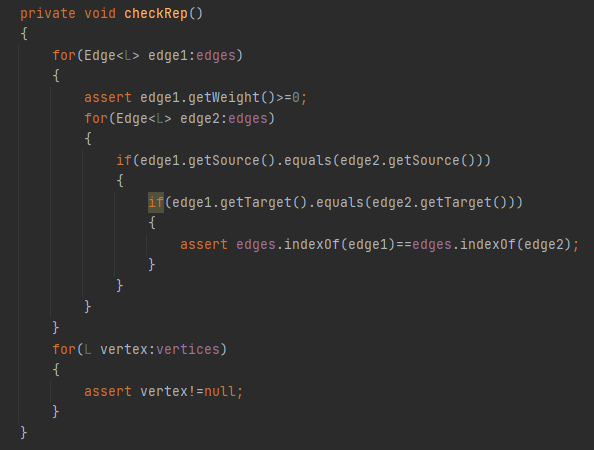 private void checkRep()
{
    for(Edge<L> edge1:edges)
    {
        assert edge1.getWeight()>=0;
        for(Edge<L> edge2:edges)
        {
            if(edge1.getSource().equals(edge2.getSource()))
            {
                if(edge1.getTarget().equals(edge2.getTarget()))
                {
                    assert edges.indexOf(edge1)==edges.indexOf(edge2);
                }
            }
        }
    }
    for(L vertex:vertices)
    {
        assert vertex!=null;
    }
}